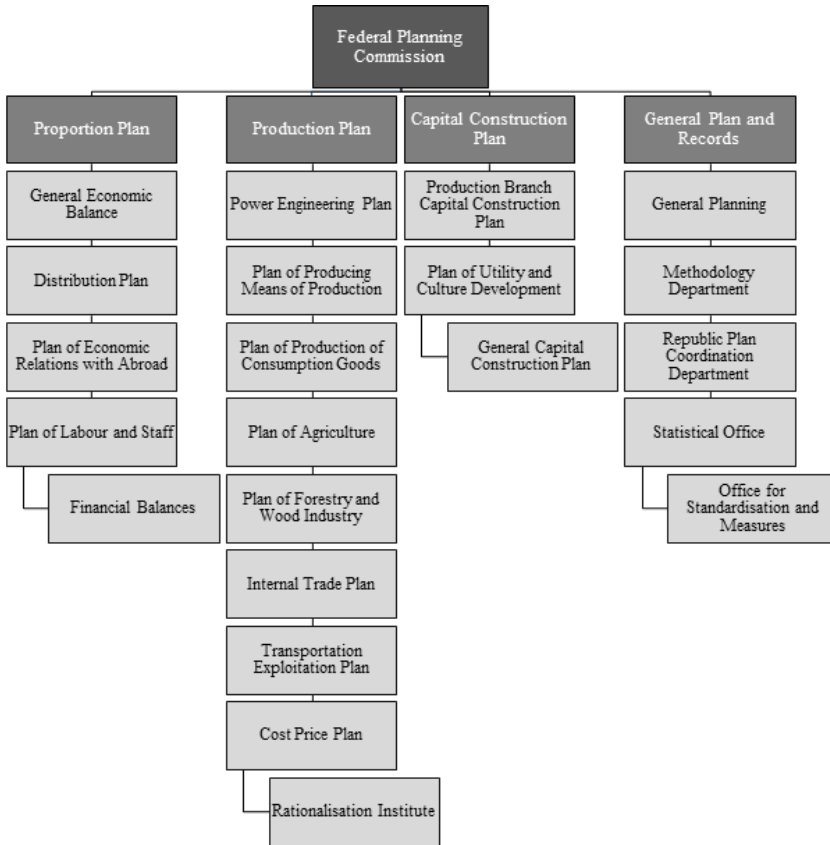 Federal Planning
Commission
Proportion Plan
Production Plan
Capital Construction
Plan
General Plan and
Records
General Economic
Balance
Distribution Plan
Plan of Economic
Relations with Abroad
Plan of Labour and Staff
Financial Balances
Power Engineering Plan
Plan of Producing
Means of Production
Plan of Production of
Consumption Goods
Plan of Agriculture
Plan of Forestry and
Wood Industry
Internal Trade Plan
Transportation
Exploitation Plan
Cost Price Plan
Rationalisation Institute
Production Branch
Capital Construction
Plan
Plan of Utility and
Culture Development
General Capital
Construction Plan
General Planning
Methodology
Department
Republic Plan
Coordination
Department
Statistical Office
Office for
Standardisation and
Measures